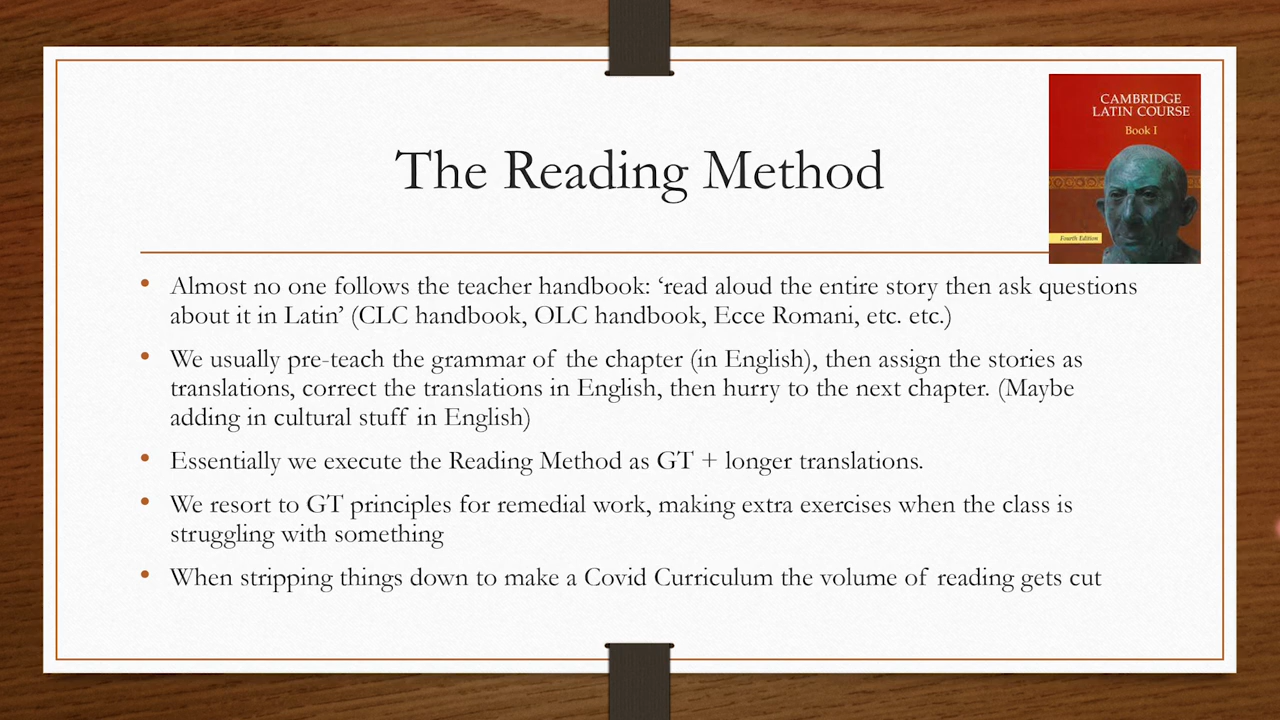 CAMBRIDGE
LATIN COURSE
Book I
Fourth Edition
The Reading Method
• Almost no one follows the teacher handbook: ‘read aloud the entire story then ask questions
about it in Latin’ (CLC handbook, OLC handbook, Ecce Romani, etc. etc.)
• We usually pre-teach the grammar of the chapter (in English), then assign the stories as
translations, correct the translations in English, then hurry to the next chapter. (Maybe
adding in cultural stuff in English)
• Essentially we execute the Reading Method as GT + longer translations.
• We resort to GT principles for remedial work, making extra exercises when the class is
struggling with something
• When stripping things down to make a Covid Curriculum the volume of reading gets cut